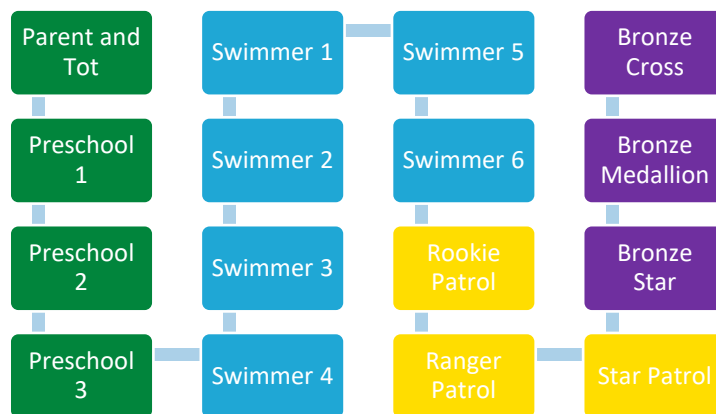 Parent and
Tot
Preschool
1
Preschool
2
Preschool
3
Swimmer 1
Swimmer 2
Swimmer 3
Swimmer 4
Swimmer 5
Swimmer 6
Rookie
Patrol
Ranger
Patrol
Bronze
Cross
Bronze
Medallion
Bronze
Star
Star Patrol